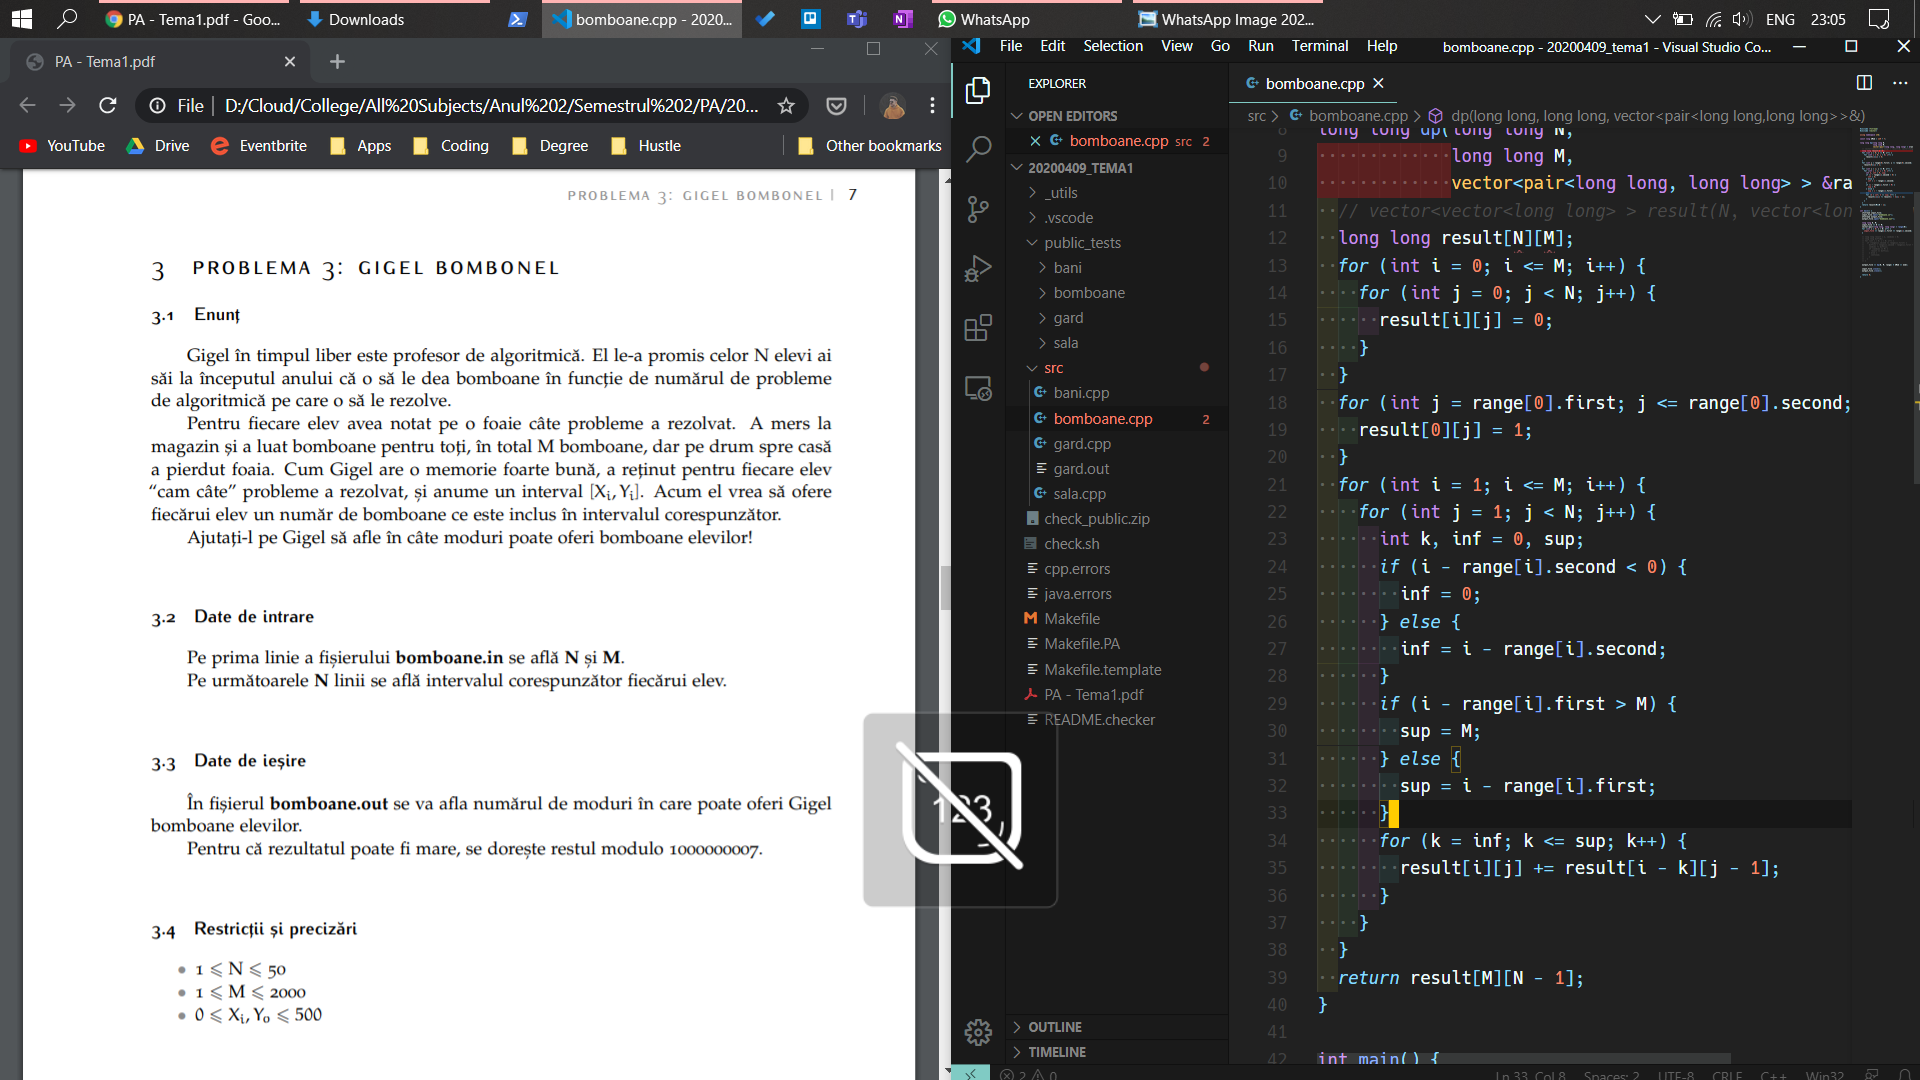 PA - Tema1.pdf - Goo...
Downloads
bomboane.cpp - 2020...
WhatsApp
WhatsApp Image 202...
ENG
23:05
PA - Tema1.pdf
File
D:/Cloud/College/All%20Subjects/Anul%202/Semestrul%202/PA/20...
YouTube
Drive
Eventbrite
Apps
Coding
Degree
Hustle
Other bookmarks
PROBLEMA 3: GIGEL BOMBONEL | 7
3 PROBLEMA 3: GIGEL BOMBONEL
3.1 Enunț
Gigel în timpul liber este profesor de algoritmică. El le-a promis celor N elevi ai
săi la începutul anului că o să le dea bomboane în funcție de numărul de probleme
de algoritmică pe care o să le rezolve.
Pentru fiecare elev avea notat pe o foaie câte probleme a rezolvat. A mers la
magazin și a luat bomboane pentru toți, în total M bomboane, dar pe drum spre casă
a pierdut foaia. Cum Gigel are o memorie foarte bună, a reținut pentru fiecare elev
“cam câte” probleme a rezolvat, și anume un interval [Xi, Yi]. Acum el vrea să ofere
fiecărui elev un număr de bomboane ce este inclus în intervalul corespunzător.
Ajutați-l pe Gigel să afle în câte moduri poate oferi bomboane elevilor!
3.2 Date de intrare
Pe prima linie a fișierului bomboane.in se află N și M.
Pe următoarele N linii se află intervalul corespunzător fiecărui elev.
3.3 Date de ieșire
În fișierul bomboane.out se va afla numărul de moduri în care poate oferi Gigel
bomboane elevilor.
Pentru că rezultatul poate fi mare, se dorește restul modulo 1000000007.
3.4 Restricții și precizări
• 1 ⩽ N ⩽ 50
• 1 ⩽ M ⩽ 2000
• 0 ⩽ Xi, Yo ⩽ 500
123
File Edit Selection View Go Run Terminal Help
bomboane.cpp - 20200409_tema1 - Visual Studio Co...
EXPLORER
OPEN EDITORS
bomboane.cpp src 2
20200409_TEMA1
_utils
.vscode
public_tests
bani
bomboane
gard
sala
src
bani.cpp
bomboane.cpp 2
gard.cpp
gard.out
sala.cpp
check_public.zip
check.sh
cpp.errors
java.errors
Makefile
Makefile.PA
Makefile.template
PA - Tema1.pdf
README.checker
OUTLINE
TIMELINE
bomboane.cpp
src > bomboane.cpp > dp(long long, long long, vector<pair<long long,long long>>&)
8 long long dp(long long N,
9 long long M,
10 vector<pair<long long, long long> > &ra
11 // vector<vector<long long> > result(N, vector<lon
12 long long result[N][M];
13 for (int i = 0; i <= M; i++) {
14 for (int j = 0; j < N; j++) {
15 result[i][j] = 0;
16 }
17 }
18 for (int j = range[0].first; j <= range[0].second;
19 result[0][j] = 1;
20 }
21 for (int i = 1; i <= M; i++) {
22 for (int j = 1; j < N; j++) {
23 int k, inf = 0, sup;
24 if (i - range[i].second < 0) {
25 inf = 0;
26 } else {
27 inf = i - range[i].second;
28 }
29 if (i - range[i].first > M) {
30 sup = M;
31 } else {
32 sup = i - range[i].first;
33 }
34 for (k = inf; k <= sup; k++) {
35 result[i][j] += result[i - k][j - 1];
36 }
37 }
38 }
39 return result[M][N - 1];
40 }
41
42 int main() {
2 0
Ln 33, Col 8 Spaces: 2 UTF-8 CRLF C++ Win32